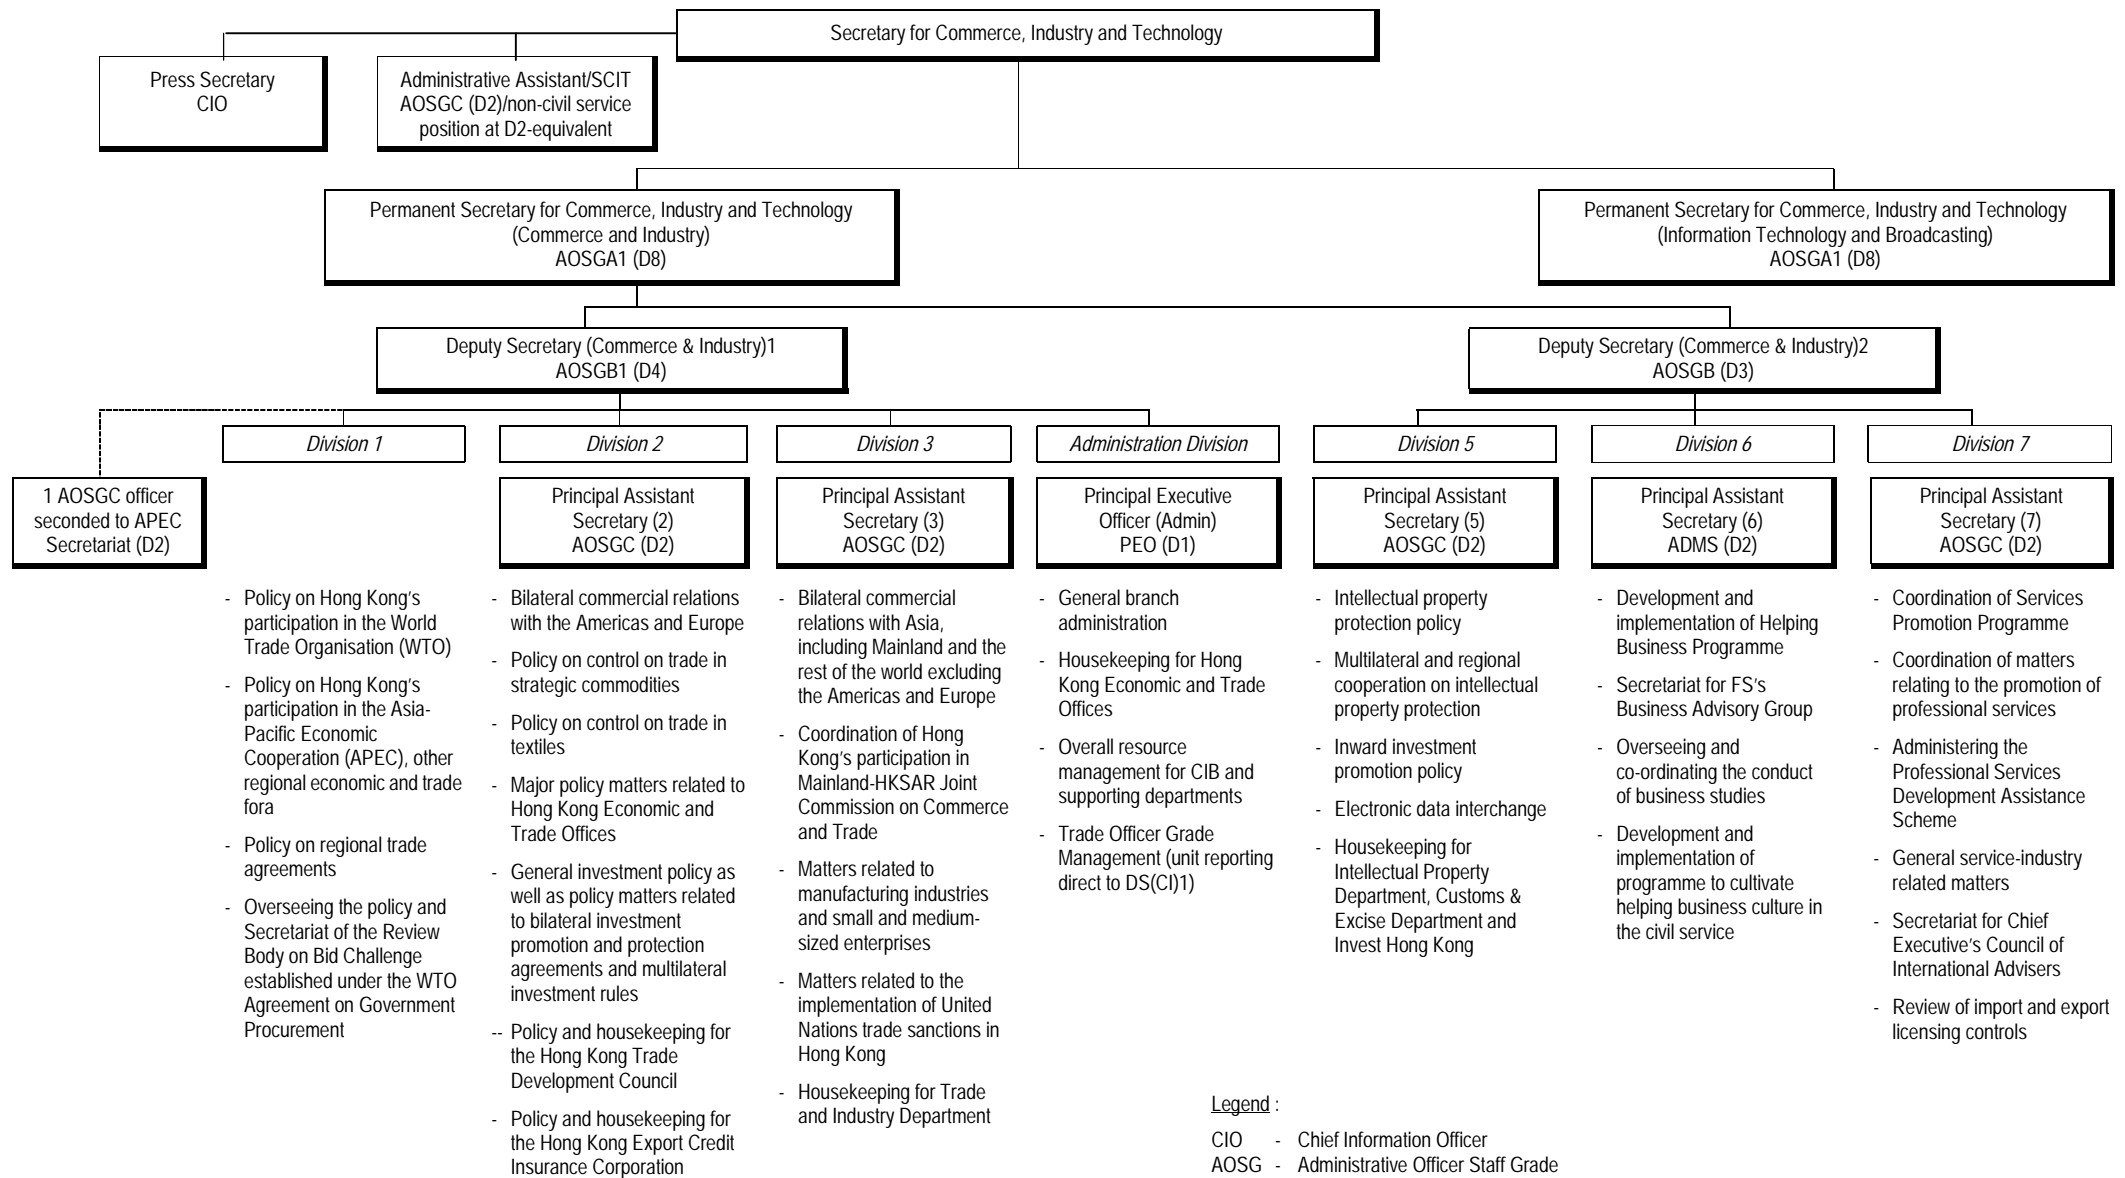 Secretary for Commerce, Industry and Technology
Press Secretary
CIO
Administrative Assistant/SCIT
AOSGC (D2)/non-civil service
position at D2-equivalent
Permanent Secretary for Commerce, Industry and Technology
(Commerce and Industry)
AOSGA1 (D8)
Permanent Secretary for Commerce, Industry and Technology
(Information Technology and Broadcasting)
AOSGA1 (D8)
Deputy Secretary (Commerce & Industry)1
AOSGB1 (D4)
Deputy Secretary (Commerce & Industry)2
AOSGB (D3)
1 AOSGC officer
seconded to APEC
Secretariat (D2)
Division 1
- Policy on Hong Kong's
participation in the World
Trade Organisation (WTO)
- Policy on Hong Kong's
participation in the Asia-
Pacific Economic
Cooperation (APEC), other
regional economic and trade
fora
- Policy on regional trade
agreements
- Overseeing the policy and
Secretariat of the Review
Body on Bid Challenge
established under the WTO
Agreement on Government
Procurement
Division 2
Principal Assistant
Secretary (2)
AOSGC (D2)
- Bilateral commercial relations
with the Americas and Europe
- Policy on control on trade in
strategic commodities
- Policy on control on trade in
textiles
- Major policy matters related to
Hong Kong Economic and
Trade Offices
- General investment policy as
well as policy matters related
to bilateral investment
promotion and protection
agreements and multilateral
investment rules
-- Policy and housekeeping for
the Hong Kong Trade
Development Council
- Policy and housekeeping for
the Hong Kong Export Credit
Insurance Corporation
Division 3
Principal Assistant
Secretary (3)
AOSGC (D2)
- Bilateral commercial
relations with Asia,
including Mainland and the
rest of the world excluding
the Americas and Europe
- Coordination of Hong
Kong's participation in
Mainland-HKSAR Joint
Commission on Commerce
and Trade
- Matters related to
manufacturing industries
and small and medium-
sized enterprises
- Matters related to the
implementation of United
Nations trade sanctions in
Hong Kong
- Housekeeping for Trade
and Industry Department
Administration Division
Principal Executive
Officer (Admin)
PEO (D1)
- General branch
administration
- Housekeeping for Hong
Kong Economic and Trade
Offices
- Overall resource
management for CIB and
supporting departments
- Trade Officer Grade
Management (unit reporting
direct to DS(CI)1)
Division 5
Principal Assistant
Secretary (5)
AOSGC (D2)
- Intellectual property
protection policy
- Multilateral and regional
cooperation on intellectual
property protection
- Inward investment
promotion policy
- Electronic data interchange
- Housekeeping for
Intellectual Property
Department, Customs &
Excise Department and
Invest Hong Kong
Division 6
Principal Assistant
Secretary (6)
ADMS (D2)
- Development and
implementation of Helping
Business Programme
- Secretariat for FS's
Business Advisory Group
- Overseeing and
co-ordinating the conduct
of business studies
- Development and
implementation of
programme to cultivate
helping business culture in
the civil service
Division 7
Principal Assistant
Secretary (7)
AOSGC (D2)
- Coordination of Services
Promotion Programme
- Coordination of matters
relating to the promotion of
professional services
- Administering the
Professional Services
Development Assistance
Scheme
- General service-industry
related matters
- Secretariat for Chief
Executive's Council of
International Advisers
- Review of import and export
licensing controls
Legend :
CIO - Chief Information Officer
AOSG - Administrative Officer Staff Grade